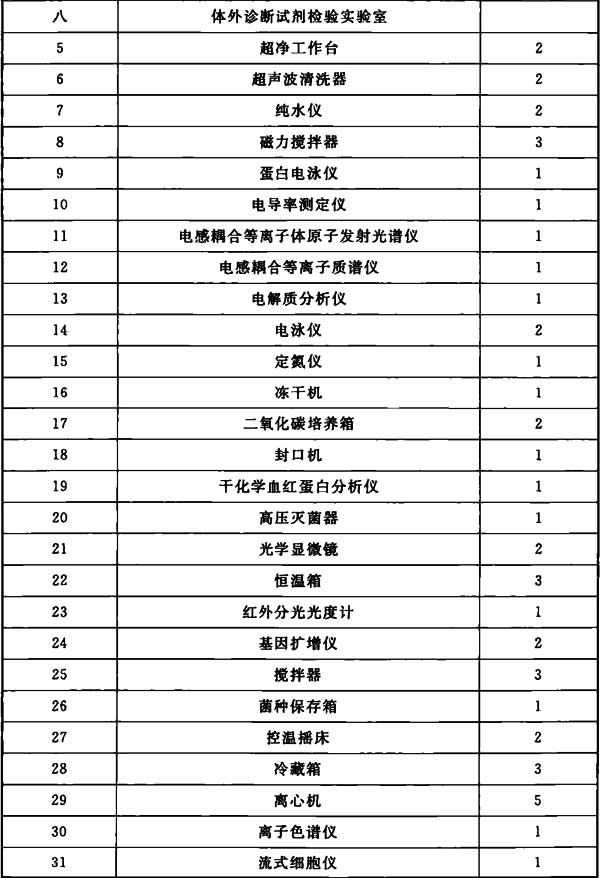 八 体外诊断试剂检验实验室
5 超净工作台 2
6 超声波清洗器 2
7 纯水仪 2
8 磁力搅拌器 3
9 蛋白电泳仪 1
10 电导率测定仪 1
11 电感耦合等离子体原子发射光谱仪 1
12 电感耦合等离子质谱仪 1
13 电解质分析仪 1
14 电泳仪 2
15 定氮仪 1
16 冻干机 1
17 二氧化碳培养箱 2
18 封口机 1
19 干化学血红蛋白分析仪 1
20 高压灭菌器 1
21 光学显微镜 2
22 恒温箱 3
23 红外分光光度计 1
24 基因扩增仪 2
25 搅拌器 3
26 菌种保存箱 1
27 控温摇床 2
28 冷藏箱 3
29 离心机 5
30 离子色谱仪 1
31 流式细胞仪 1